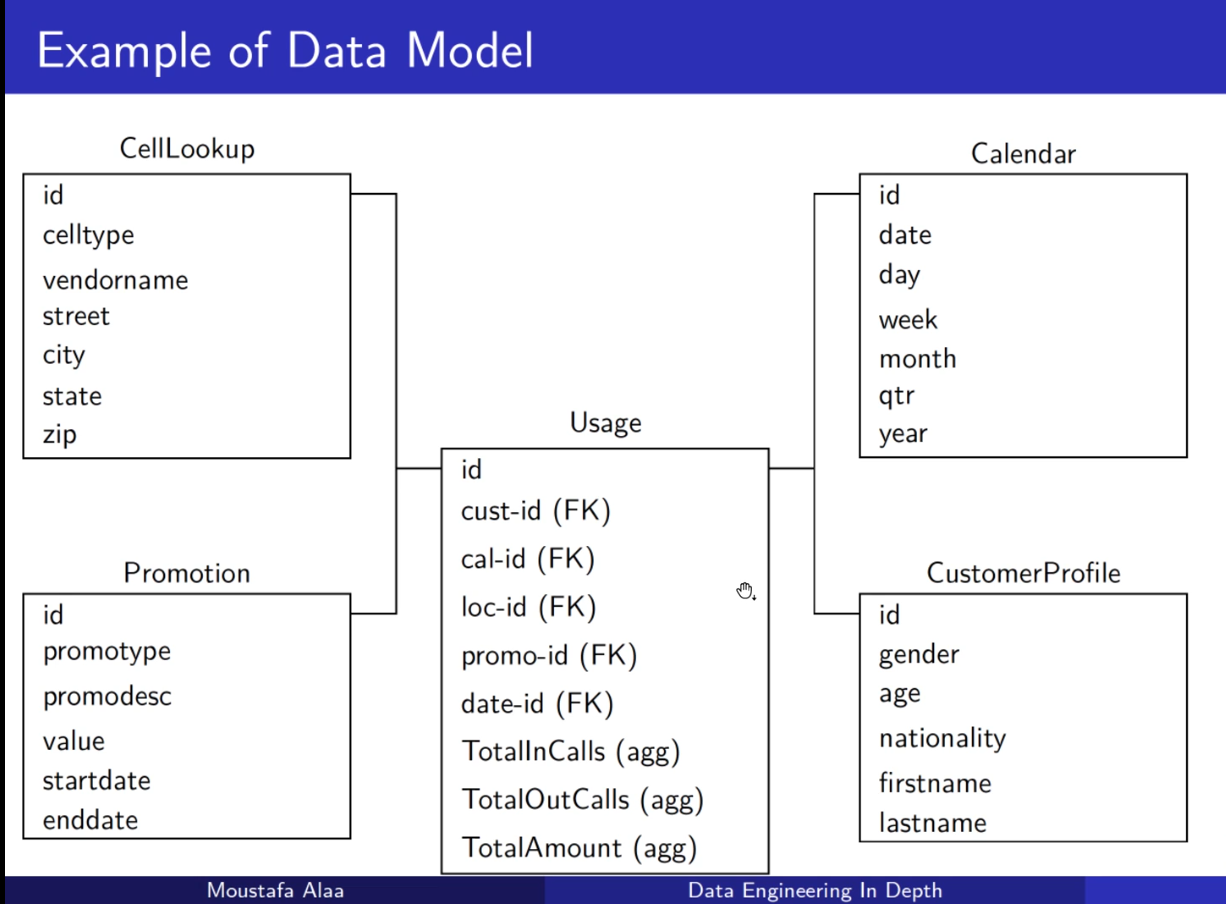 Example of Data Model
CellLookup
id
celltype
vendorname
street
city
state
zip
Promotion
id
promotype
promodesc
value
startdate
enddate
Usage
id
cust-id (FK)
cal-id (FK)
loc-id (FK)
promo-id (FK)
date-id (FK)
TotalInCalls (agg)
TotalOutCalls (agg)
TotalAmount (agg)
Calendar
id
date
day
week
month
qtr
year
CustomerProfile
id
gender
age
nationality
firstname
lastname
Moustafa Alaa
Data Engineering In Depth